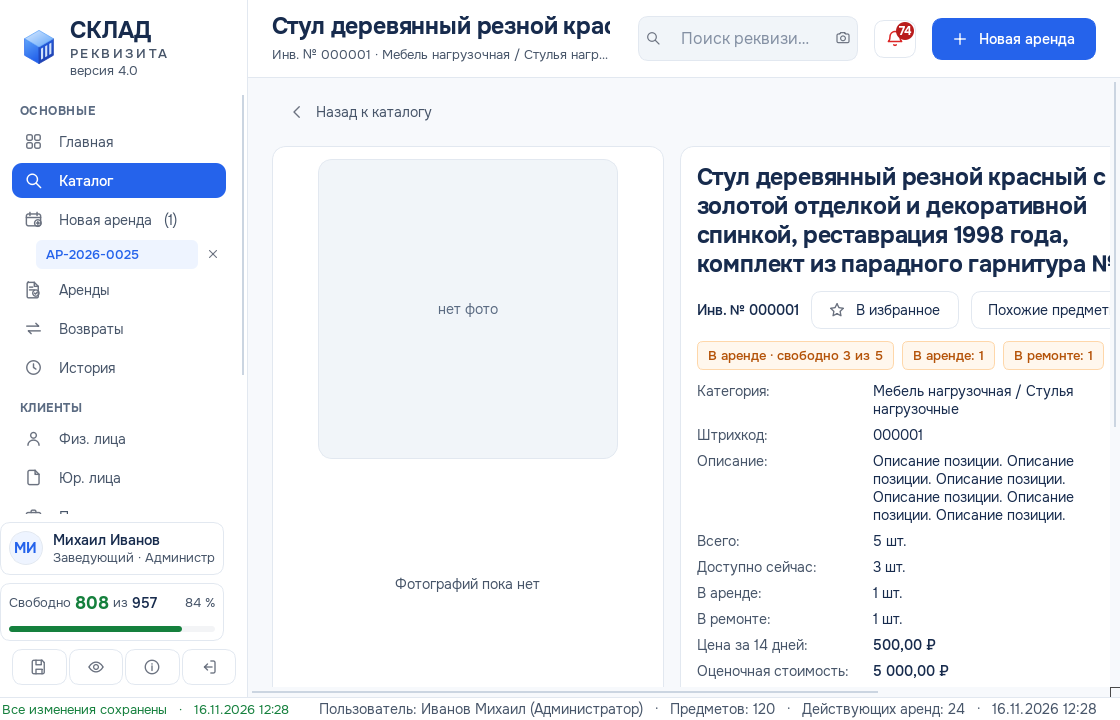 СКЛАД
РЕКВИЗИТА
версия 4.0
ОСНОВНЫЕ
Главная
Каталог
Новая аренда (1)
АР-2026-0025
Аренды
Возвраты
История
КЛИЕНТЫ
Физ. лица
Юр. лица
МИ
Михаил Иванов
Заведующий · Администр
Свободно 808 из 957 84 %
Все изменения сохранены · 16.11.2026 12:28
Стул деревянный резной крас
Инв. № 000001 · Мебель нагрузочная / Стулья нагр...
Поиск реквизи...
74
Новая аренда
Назад к каталогу
нет фото
Фотографий пока нет
Стул деревянный резной красный с
золотой отделкой и декоративной
спинкой, реставрация 1998 года,
комплект из парадного гарнитура №
Инв. № 000001
В избранное
Похожие предмет
В аренде · свободно 3 из 5
В аренде: 1
В ремонте: 1
Категория: Мебель нагрузочная / Стулья
нагрузочные
Штрихкод: 000001
Описание: Описание позиции. Описание
позиции. Описание позиции.
Описание позиции. Описание
позиции. Описание позиции.
Всего: 5 шт.
Доступно сейчас: 3 шт.
В аренде: 1 шт.
В ремонте: 1 шт.
Цена за 14 дней: 500,00 ₽
Оценочная стоимость: 5 000,00 ₽
Пользователь: Иванов Михаил (Администратор) · Предметов: 120 · Действующих аренд: 24 · 16.11.2026 12:28